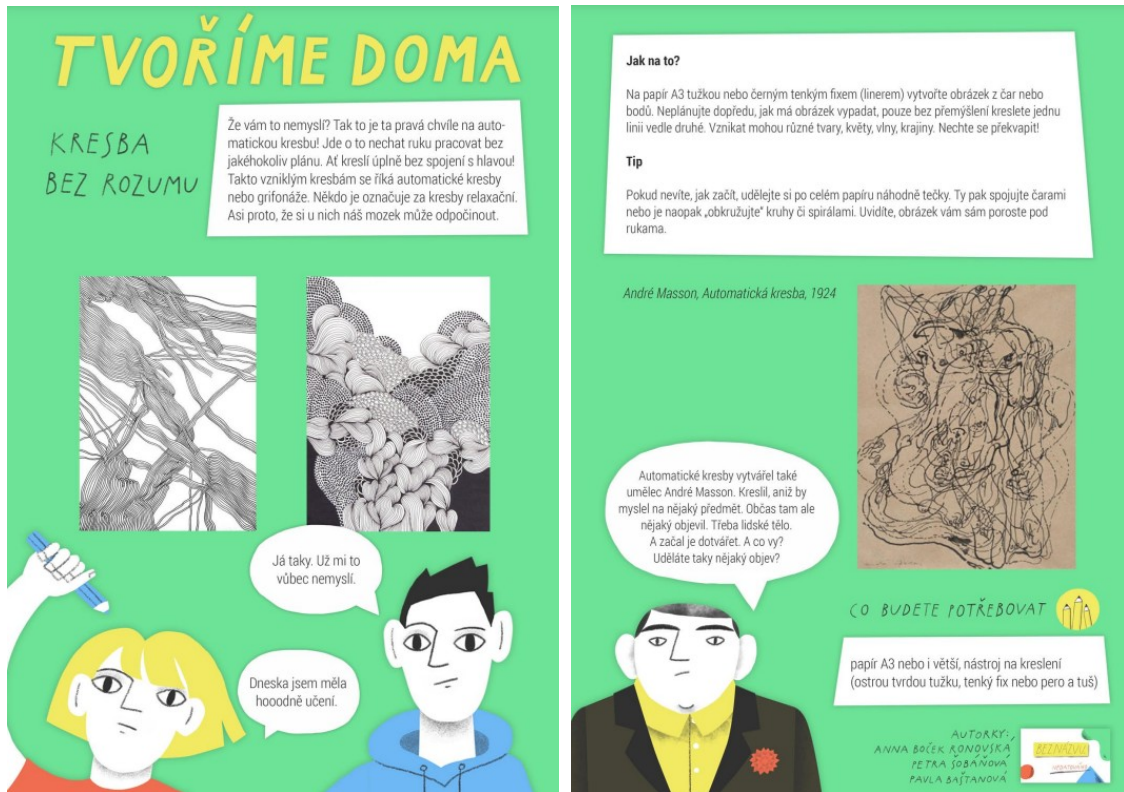 TVOŘÍME DOMA
KRESBA
BEZ ROZUMU
Že vám to nemyslí? Tak to je ta pravá chvíle na auto-
matickou kresbu! Jde o to nechat ruku pracovat bez
jakéhokoliv plánu. Ať kreslí úplně bez spojení s hlavou!
Takto vzniklým kresbám se říká automatické kresby
nebo grifonáže. Někdo je označuje za kresby relaxační.
Asi proto, že si u nich náš mozek může odpočinout.
Já taky. Už mi to
vůbec nemyslí.
Dneska jsem měla
hooodně učení.
Jak na to?
Na papír A3 tužkou nebo černým tenkým fixem (linerem) vytvořte obrázek z čar nebo
bodů. Neplánujte dopředu, jak má obrázek vypadat, pouze bez přemýšlení kreslete jednu
linii vedle druhé. Vznikat mohou různé tvary, květy, vlny, krajiny. Nechte se překvapit!
Tip
Pokud nevíte, jak začít, udělejte si po celém papíru náhodně tečky. Ty pak spojujte čarami
nebo je naopak „obkružujte“ kruhy či spirálami. Uvidíte, obrázek vám sám poroste pod
rukama.
André Masson, Automatická kresba, 1924
Automatické kresby vytvářel také
umělec André Masson. Kreslil, aniž by
myslel na nějaký předmět. Občas tam ale
nějaký objevil. Třeba lidské tělo.
A začal je dotvářet. A co vy?
Uděláte taky nějaký objev?
CO BUDETE POTŘEBOVAT
papír A3 nebo i větší, nástroj na kreslení
(ostrou tvrdou tužku, tenký fix nebo pero a tuš)
AUTORKY:
ANNA BOČEK RONOVSKÁ,
PETRA ŠOBÁŇOVÁ,
PAVLA BAŠTANOVÁ
BEZNÁZVU